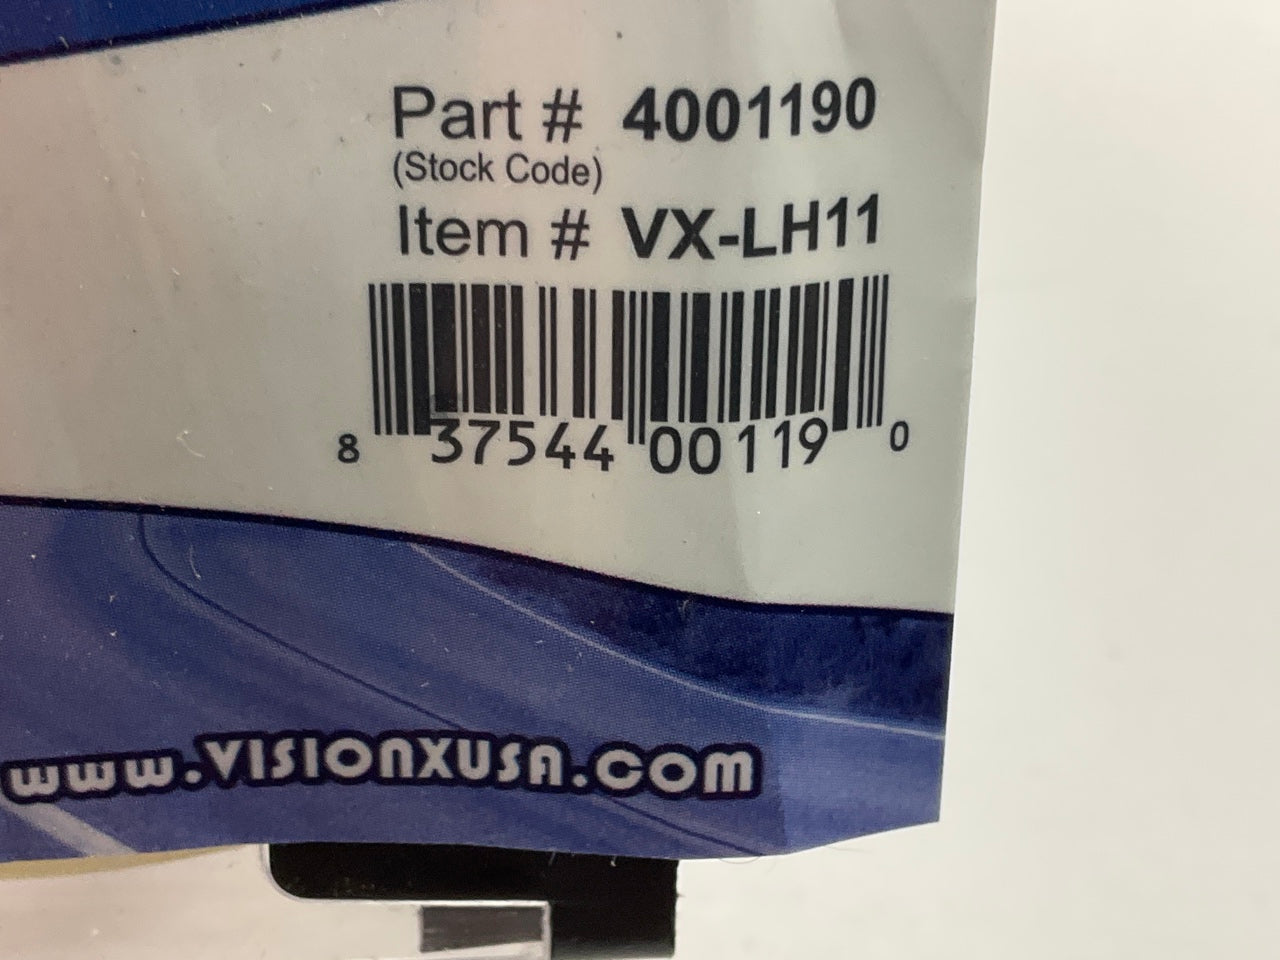 Part # 4001190
(Stock Code)
Item # VX-LH11
8 37544 00119 0
www.VISIONXUSA.COM